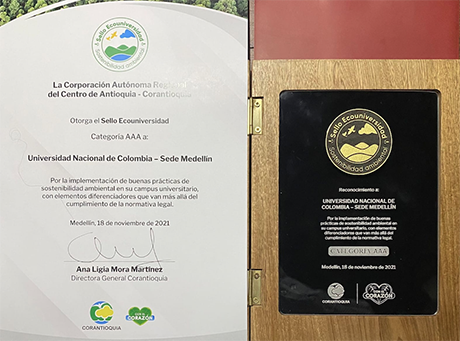 Sello Ecouniversidad
Sostenibilidad ambiental
La Corporación Autónoma Regional
del Centro de Antioquia - Corantioquia
Otorga el Sello Ecouniversidad
Categoría AAA a:
Universidad Nacional de Colombia – Sede Medellín
Por la implementación de buenas prácticas de
sostenibilidad ambiental en su campus universitario,
con elementos diferenciadores que van más allá del
cumplimiento de la normativa legal.
Medellín, 18 de noviembre de 2021
Ana Ligia Mora Martínez
Directora General Corantioquia
CORANTIOQUIA
CORAZÓN
Sello Ecouniversidad
Sostenibilidad ambiental
Reconocimiento a:
UNIVERSIDAD NACIONAL DE
COLOMBIA – SEDE MEDELLÍN
Por la implementación de buenas
prácticas de sostenibilidad ambiental en
su campus universitario, con elementos
diferenciadores que van más allá del
cumplimiento de la normativa legal.
CATEGORÍA AAA
Medellín, 18 de noviembre de 2021
CORANTIOQUIA
CORAZÓN